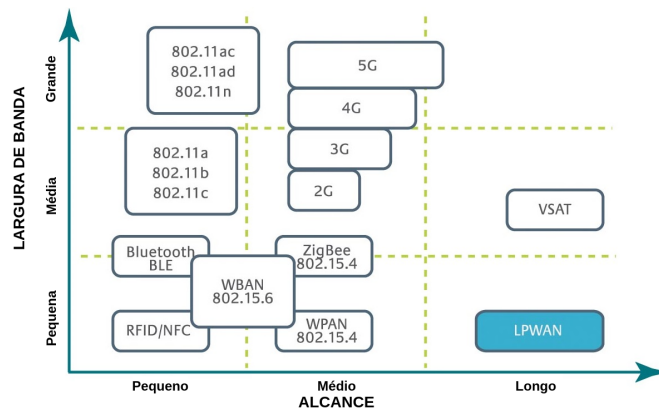 LARGURA DE BANDA
Grande
Média
Pequena
802.11ac
802.11ad
802.11n
5G
4G
802.11a
802.11b
802.11c
3G
2G
VSAT
Bluetooth
BLE
ZigBee
802.15.4
WBAN
802.15.6
RFID/NFC
WPAN
802.15.4
LPWAN
Pequeno
Médio
Longo
ALCANCE